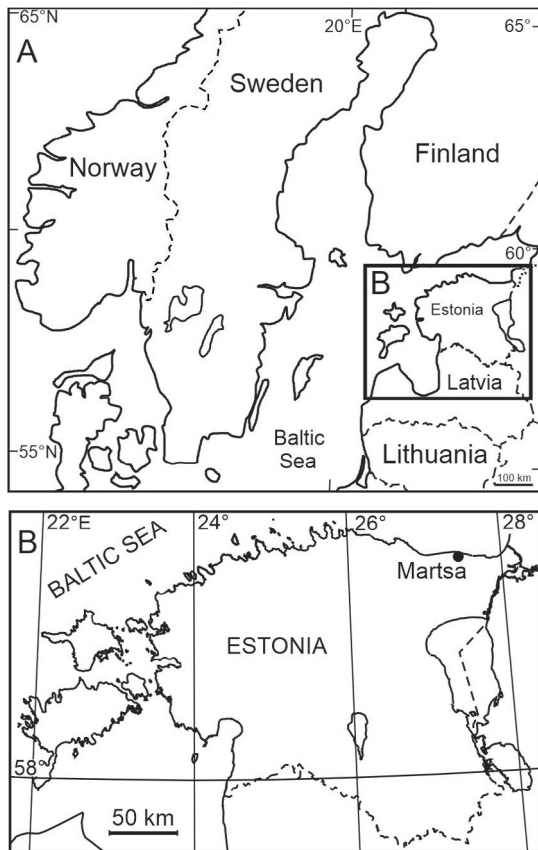 65°N
20°E
65°
A
Sweden
Norway
Finland
60°
B
Estonia
Latvia
55°N
Baltic
Sea
Lithuania
100 km
22°E
24°
26°
28°
B
BALTIC SEA
Martsa
ESTONIA
58°
50 km